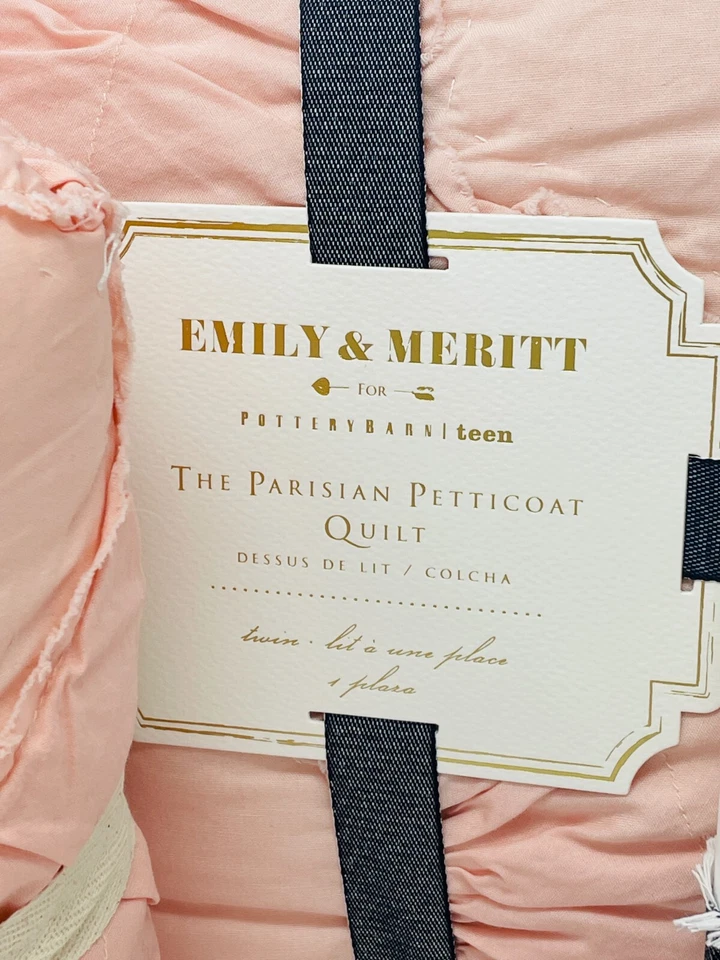 EMILY & MERITT
FOR
POTTERYBARN|teen
THE PARISIAN PETTICOAT
QUILT
DESSUS DE LIT / COLCHA
twin · lit à une place
1 plaza